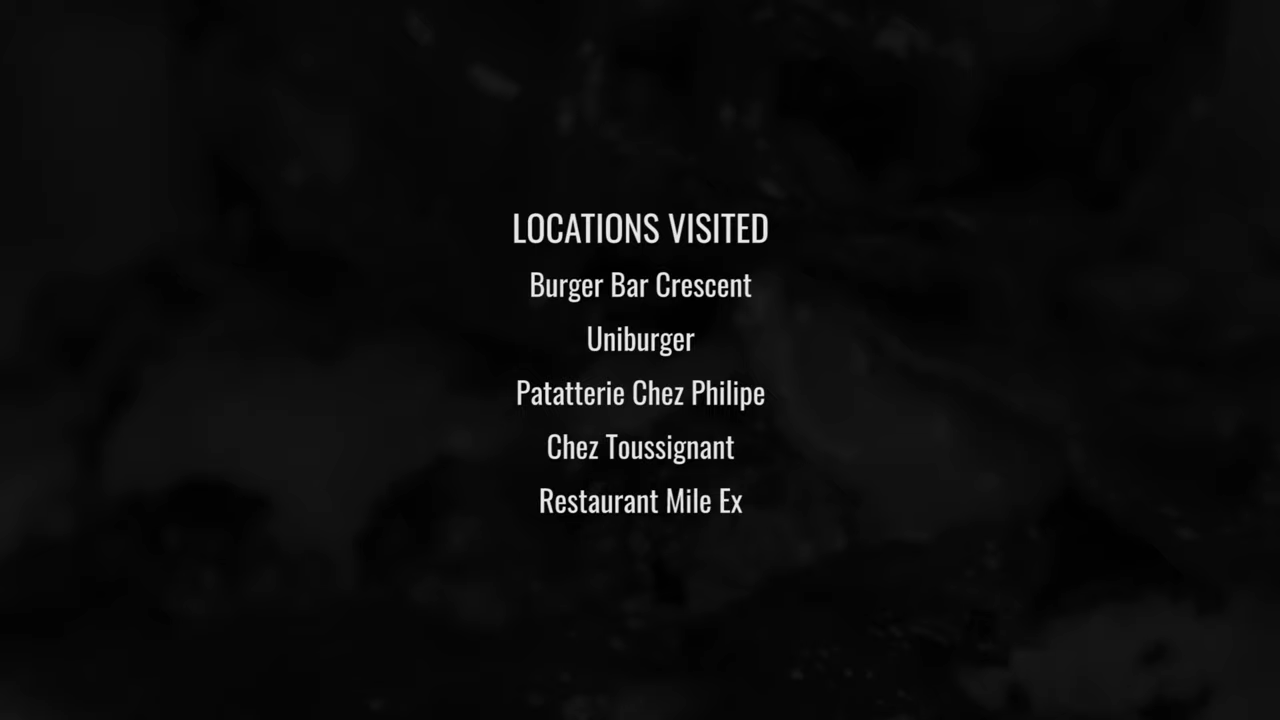 LOCATIONS VISITED
Burger Bar Crescent
Uniburger
Patatterie Chez Philipe
Chez Toussignant
Restaurant Mile Ex